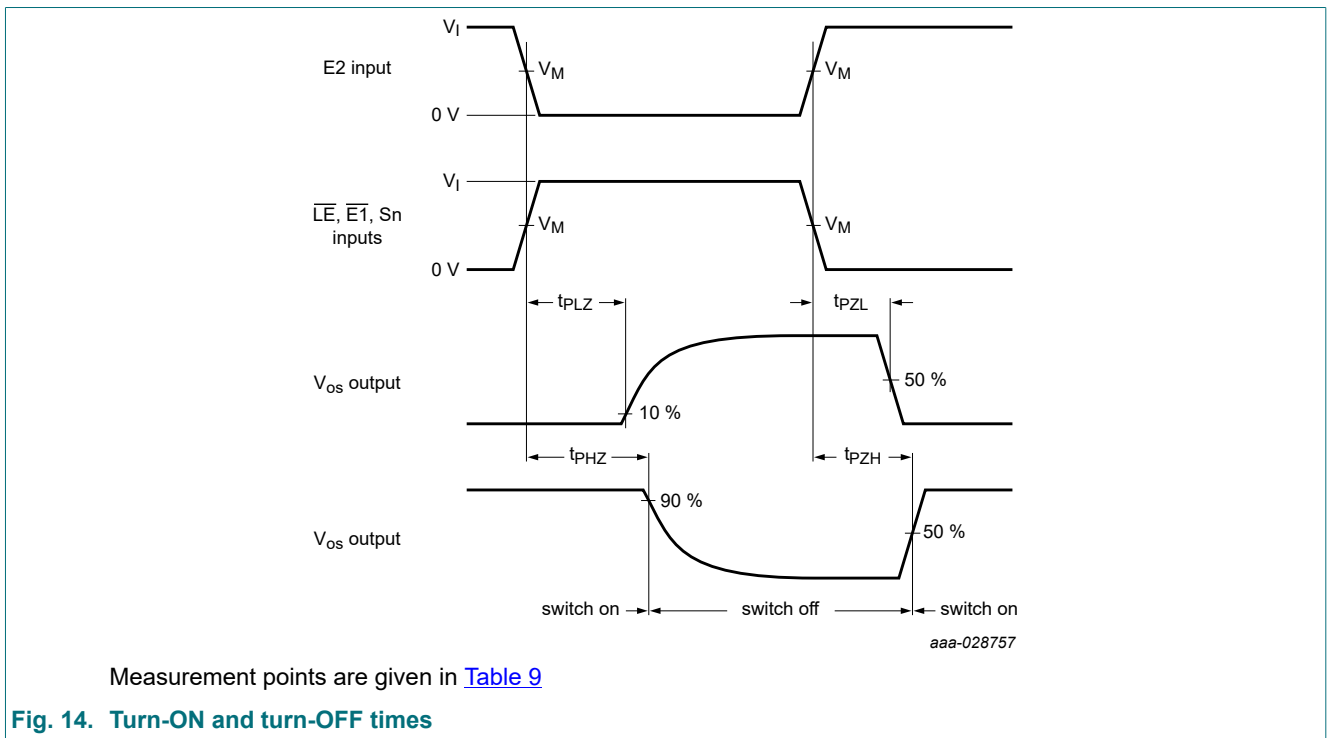 V_I
E2 input
V_M
V_M
0 V
V_I
L̅E̅, E̅1̅, Sn
inputs
V_M
V_M
0 V
t_PLZ
t_PZL
V_os output
10 %
50 %
t_PHZ
t_PZH
V_os output
90 %
50 %
switch on
switch off
switch on
aaa-028757
Measurement points are given in Table 9
Fig. 14. Turn-ON and turn-OFF times